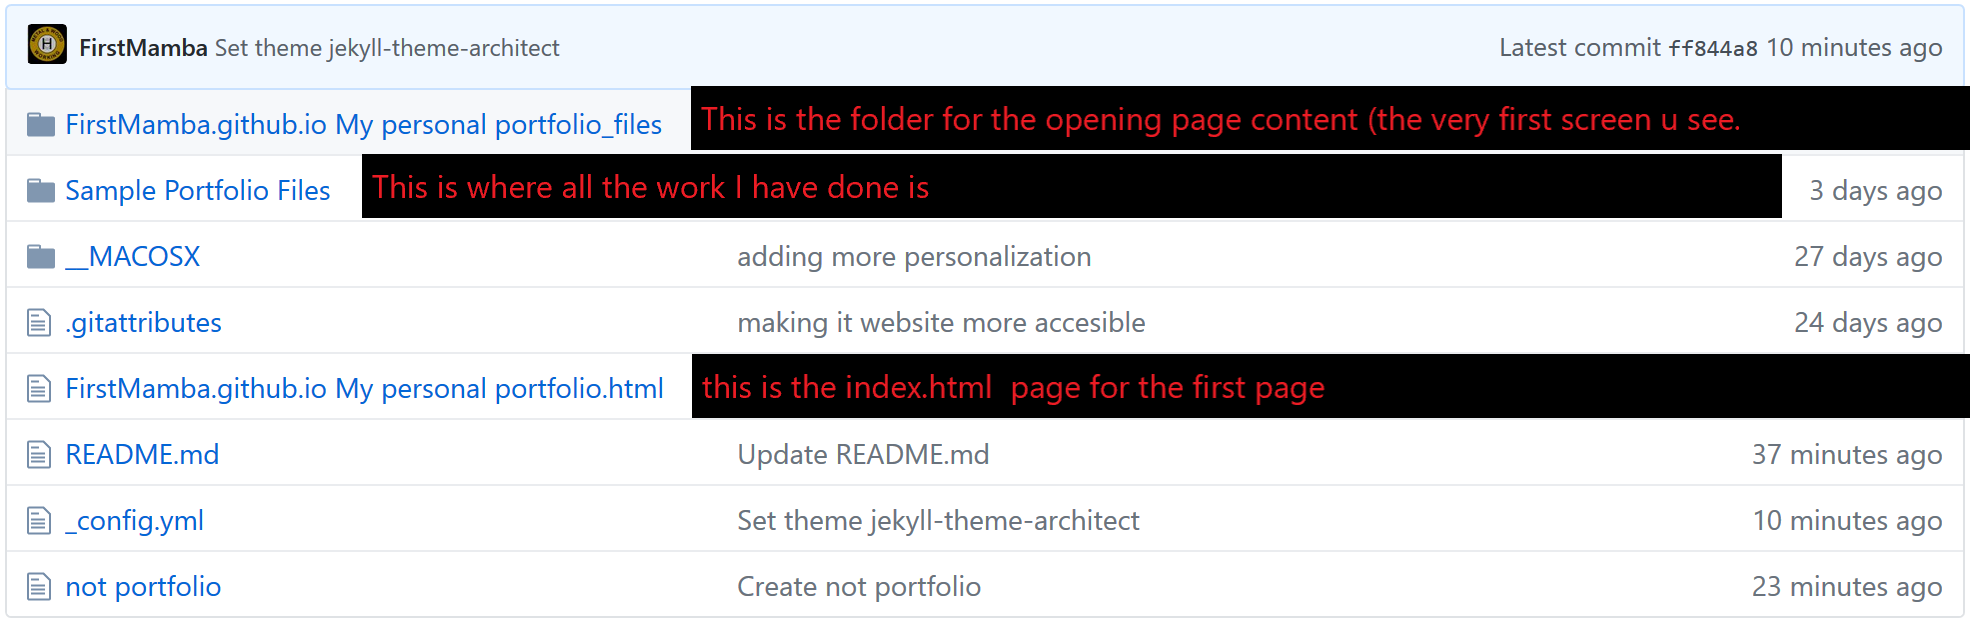 FirstMamba Set theme jekyll-theme-architect Latest commit ff844a8 10 minutes ago
FirstMamba.github.io My personal portfolio_files This is the folder for the opening page content (the very first screen u see.
Sample Portfolio Files This is where all the work I have done is 3 days ago
__MACOSX adding more personalization 27 days ago
.gitattributes making it website more accesible 24 days ago
FirstMamba.github.io My personal portfolio.html this is the index.html page for the first page
README.md Update README.md 37 minutes ago
_config.yml Set theme jekyll-theme-architect 10 minutes ago
not portfolio Create not portfolio 23 minutes ago